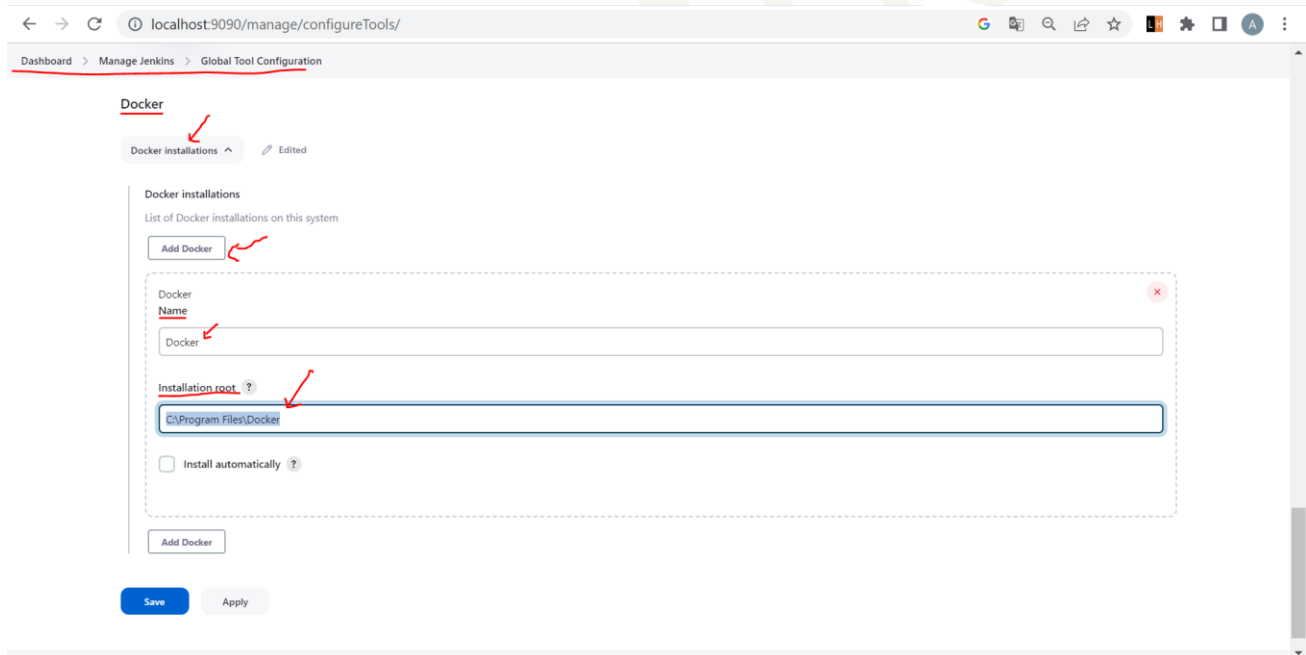 localhost:9090/manage/configureTools/
Dashboard > Manage Jenkins > Global Tool Configuration
Docker
Docker installations
Edited
Docker installations
List of Docker installations on this system
Add Docker
Docker
Name
Docker
Installation root ?
C:\Program Files\Docker
Install automatically ?
Add Docker
Save Apply